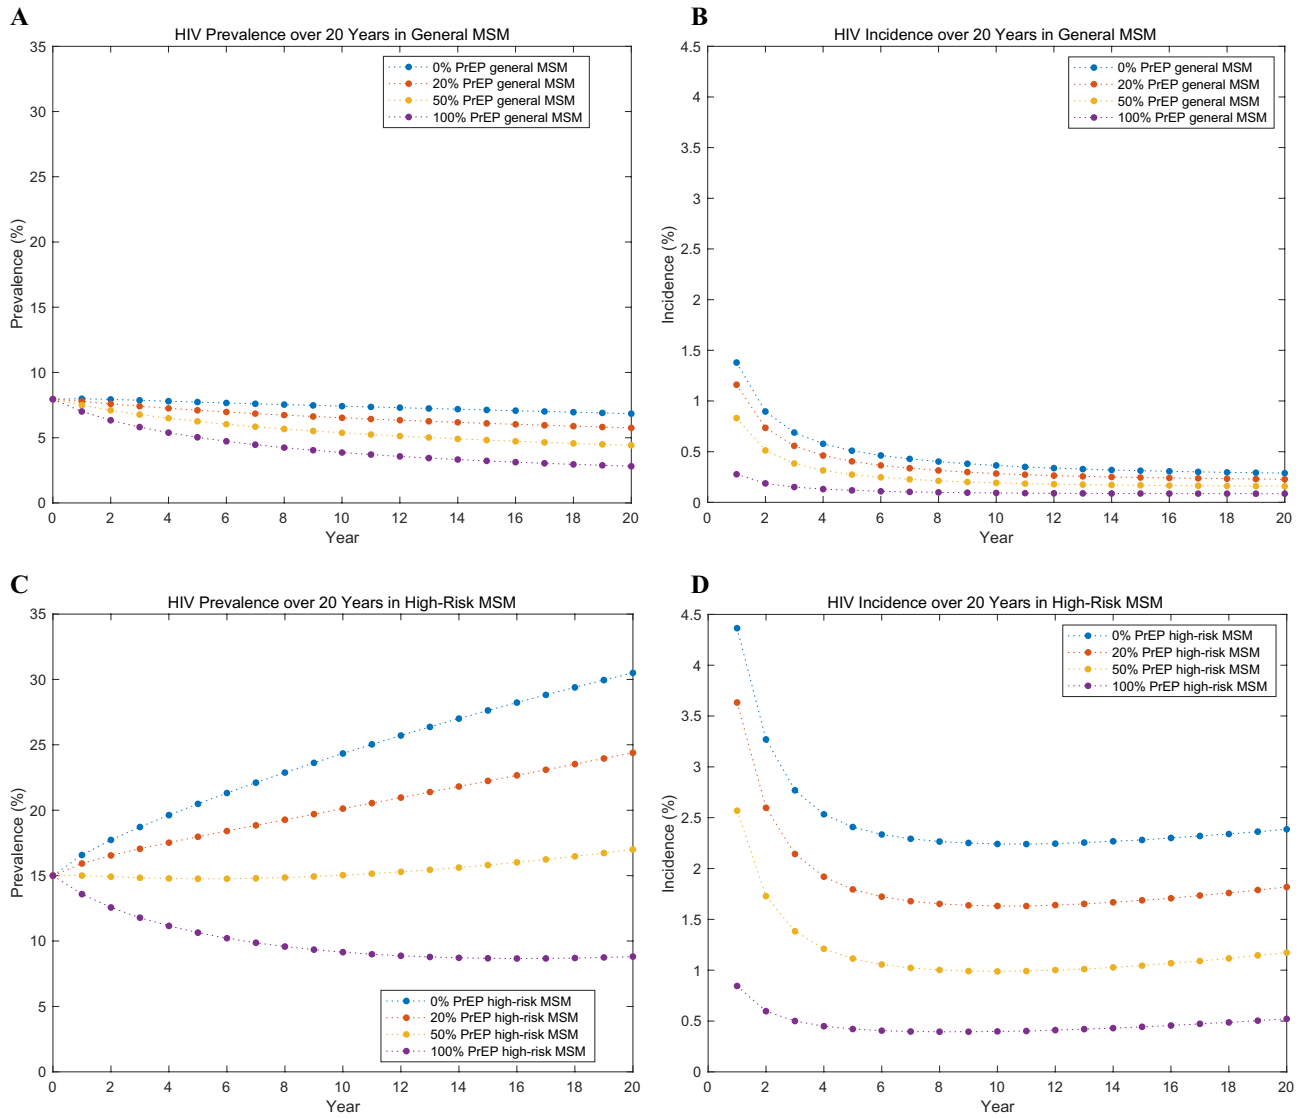 A
HIV Prevalence over 20 Years in General MSM
35
30
25
20
15
10
5
0
Prevalence (%)
0% PrEP general MSM
20% PrEP general MSM
50% PrEP general MSM
100% PrEP general MSM
0 2 4 6 8 10 12 14 16 18 20
Year
B
HIV Incidence over 20 Years in General MSM
4.5
4
3.5
3
2.5
2
1.5
1
0.5
0
Incidence (%)
0% PrEP general MSM
20% PrEP general MSM
50% PrEP general MSM
100% PrEP general MSM
0 2 4 6 8 10 12 14 16 18 20
Year
C
HIV Prevalence over 20 Years in High-Risk MSM
35
30
25
20
15
10
5
0
Prevalence (%)
0% PrEP high-risk MSM
20% PrEP high-risk MSM
50% PrEP high-risk MSM
100% PrEP high-risk MSM
0 2 4 6 8 10 12 14 16 18 20
Year
D
HIV Incidence over 20 Years in High-Risk MSM
4.5
4
3.5
3
2.5
2
1.5
1
0.5
0
Incidence (%)
0% PrEP high-risk MSM
20% PrEP high-risk MSM
50% PrEP high-risk MSM
100% PrEP high-risk MSM
0 2 4 6 8 10 12 14 16 18 20
Year